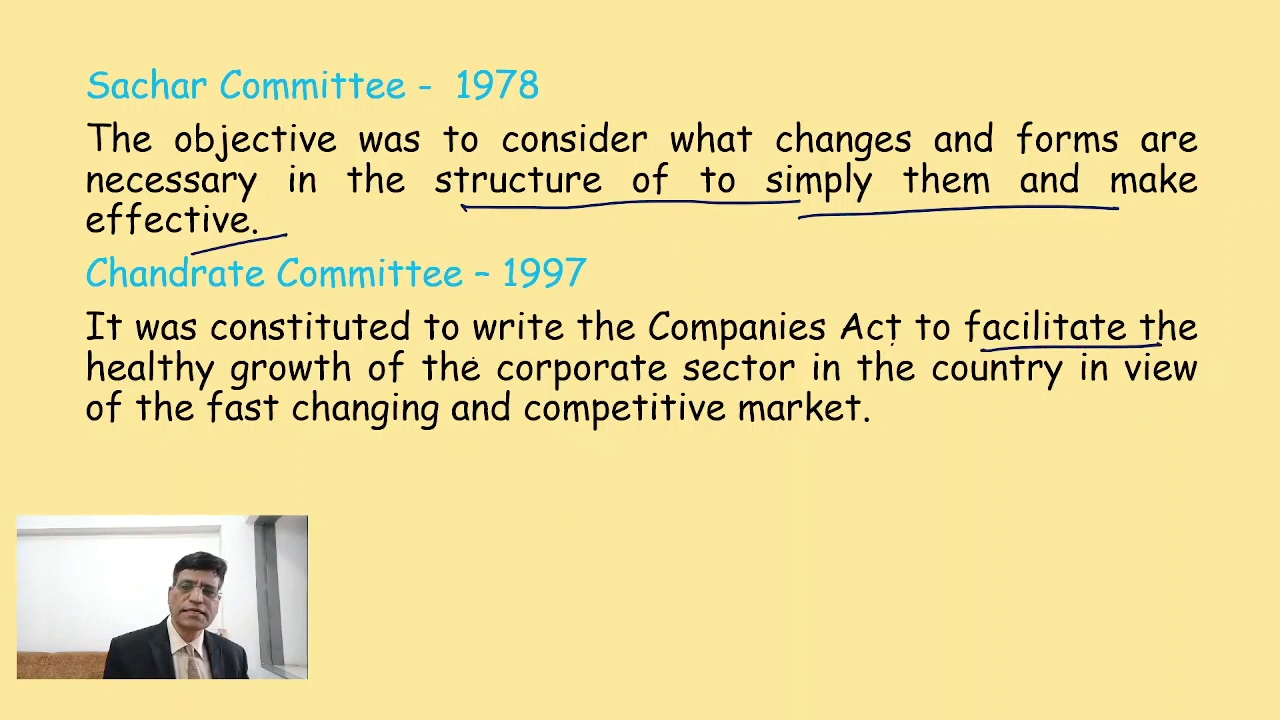 Sachar Committee - 1978
The objective was to consider what changes and forms are
necessary in the structure of to simply them and make
effective.
Chandrate Committee – 1997
It was constituted to write the Companies Act to facilitate the
healthy growth of the corporate sector in the country in view
of the fast changing and competitive market.